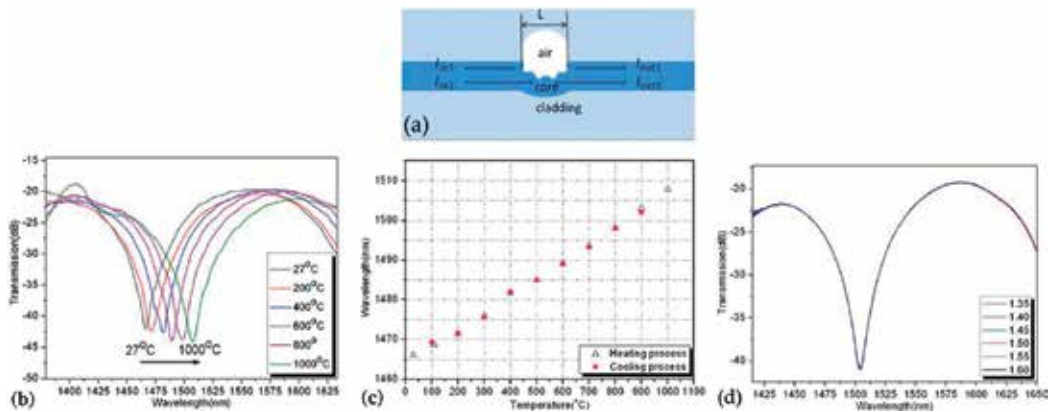 L
air
core
cladding
(a)
-15
-20
-25
-30
-35
-40
-45
-50
Transmission(dB)
27°C
200°C
400°C
600°C
800°
1000°C
27°C 1000°C
1400 1425 1450 1475 1500 1525 1550 1575 1600 1625
Wavelength(nm)
(b)
1510
1500
1490
1480
1470
1460
Wavelength(nm)
Heating process
Cooling process
0 100 200 300 400 500 600 700 800 900 1000 1100
Temperature(°C)
(c)
-20
-25
-30
-35
-40
Transmission(dB)
1.35
1.40
1.45
1.50
1.55
1.60
1425 1450 1475 1500 1525 1550 1575 1600 1625 1650
Wavelength(nm)
(d)